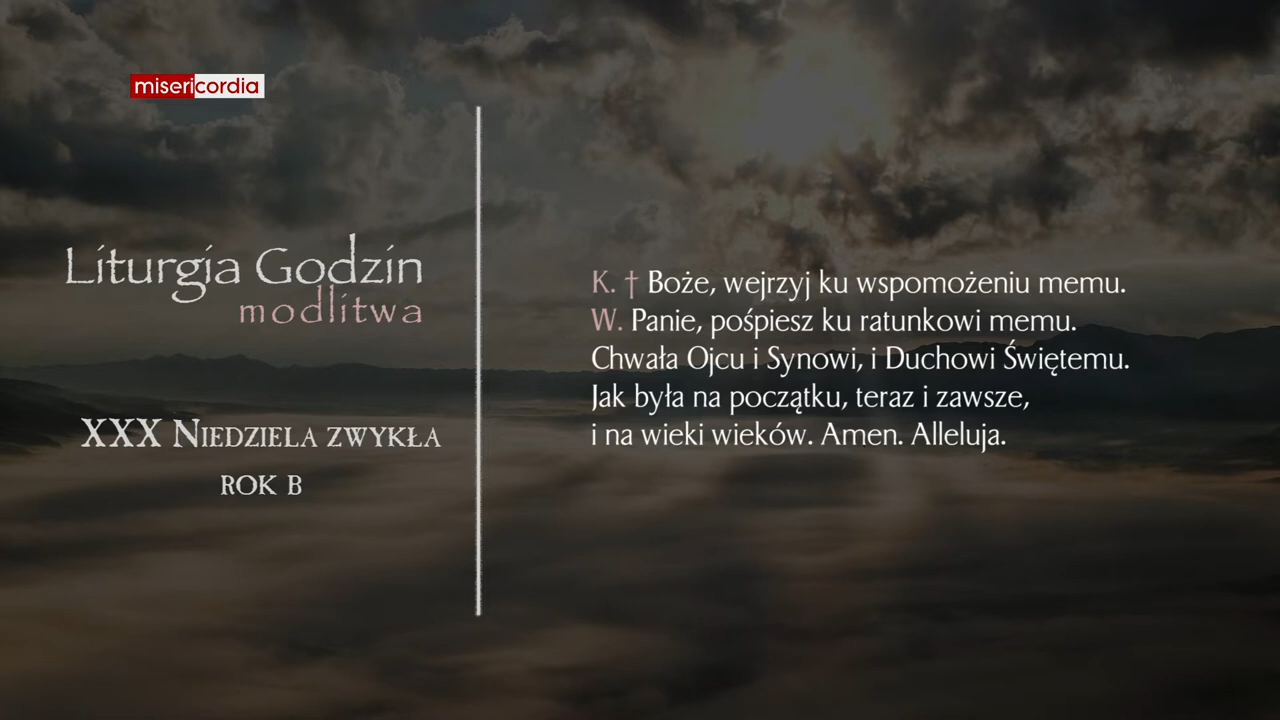 misericordia
Liturgia Godzin
modlitwa
XXX Niedziela zwykła
rok B
K. † Boże, wejrzyj ku wspomożeniu memu.
W. Panie, pośpiesz ku ratunkowi memu.
Chwała Ojcu i Synowi, i Duchowi Świętemu.
Jak była na początku, teraz i zawsze,
i na wieki wieków. Amen. Alleluja.